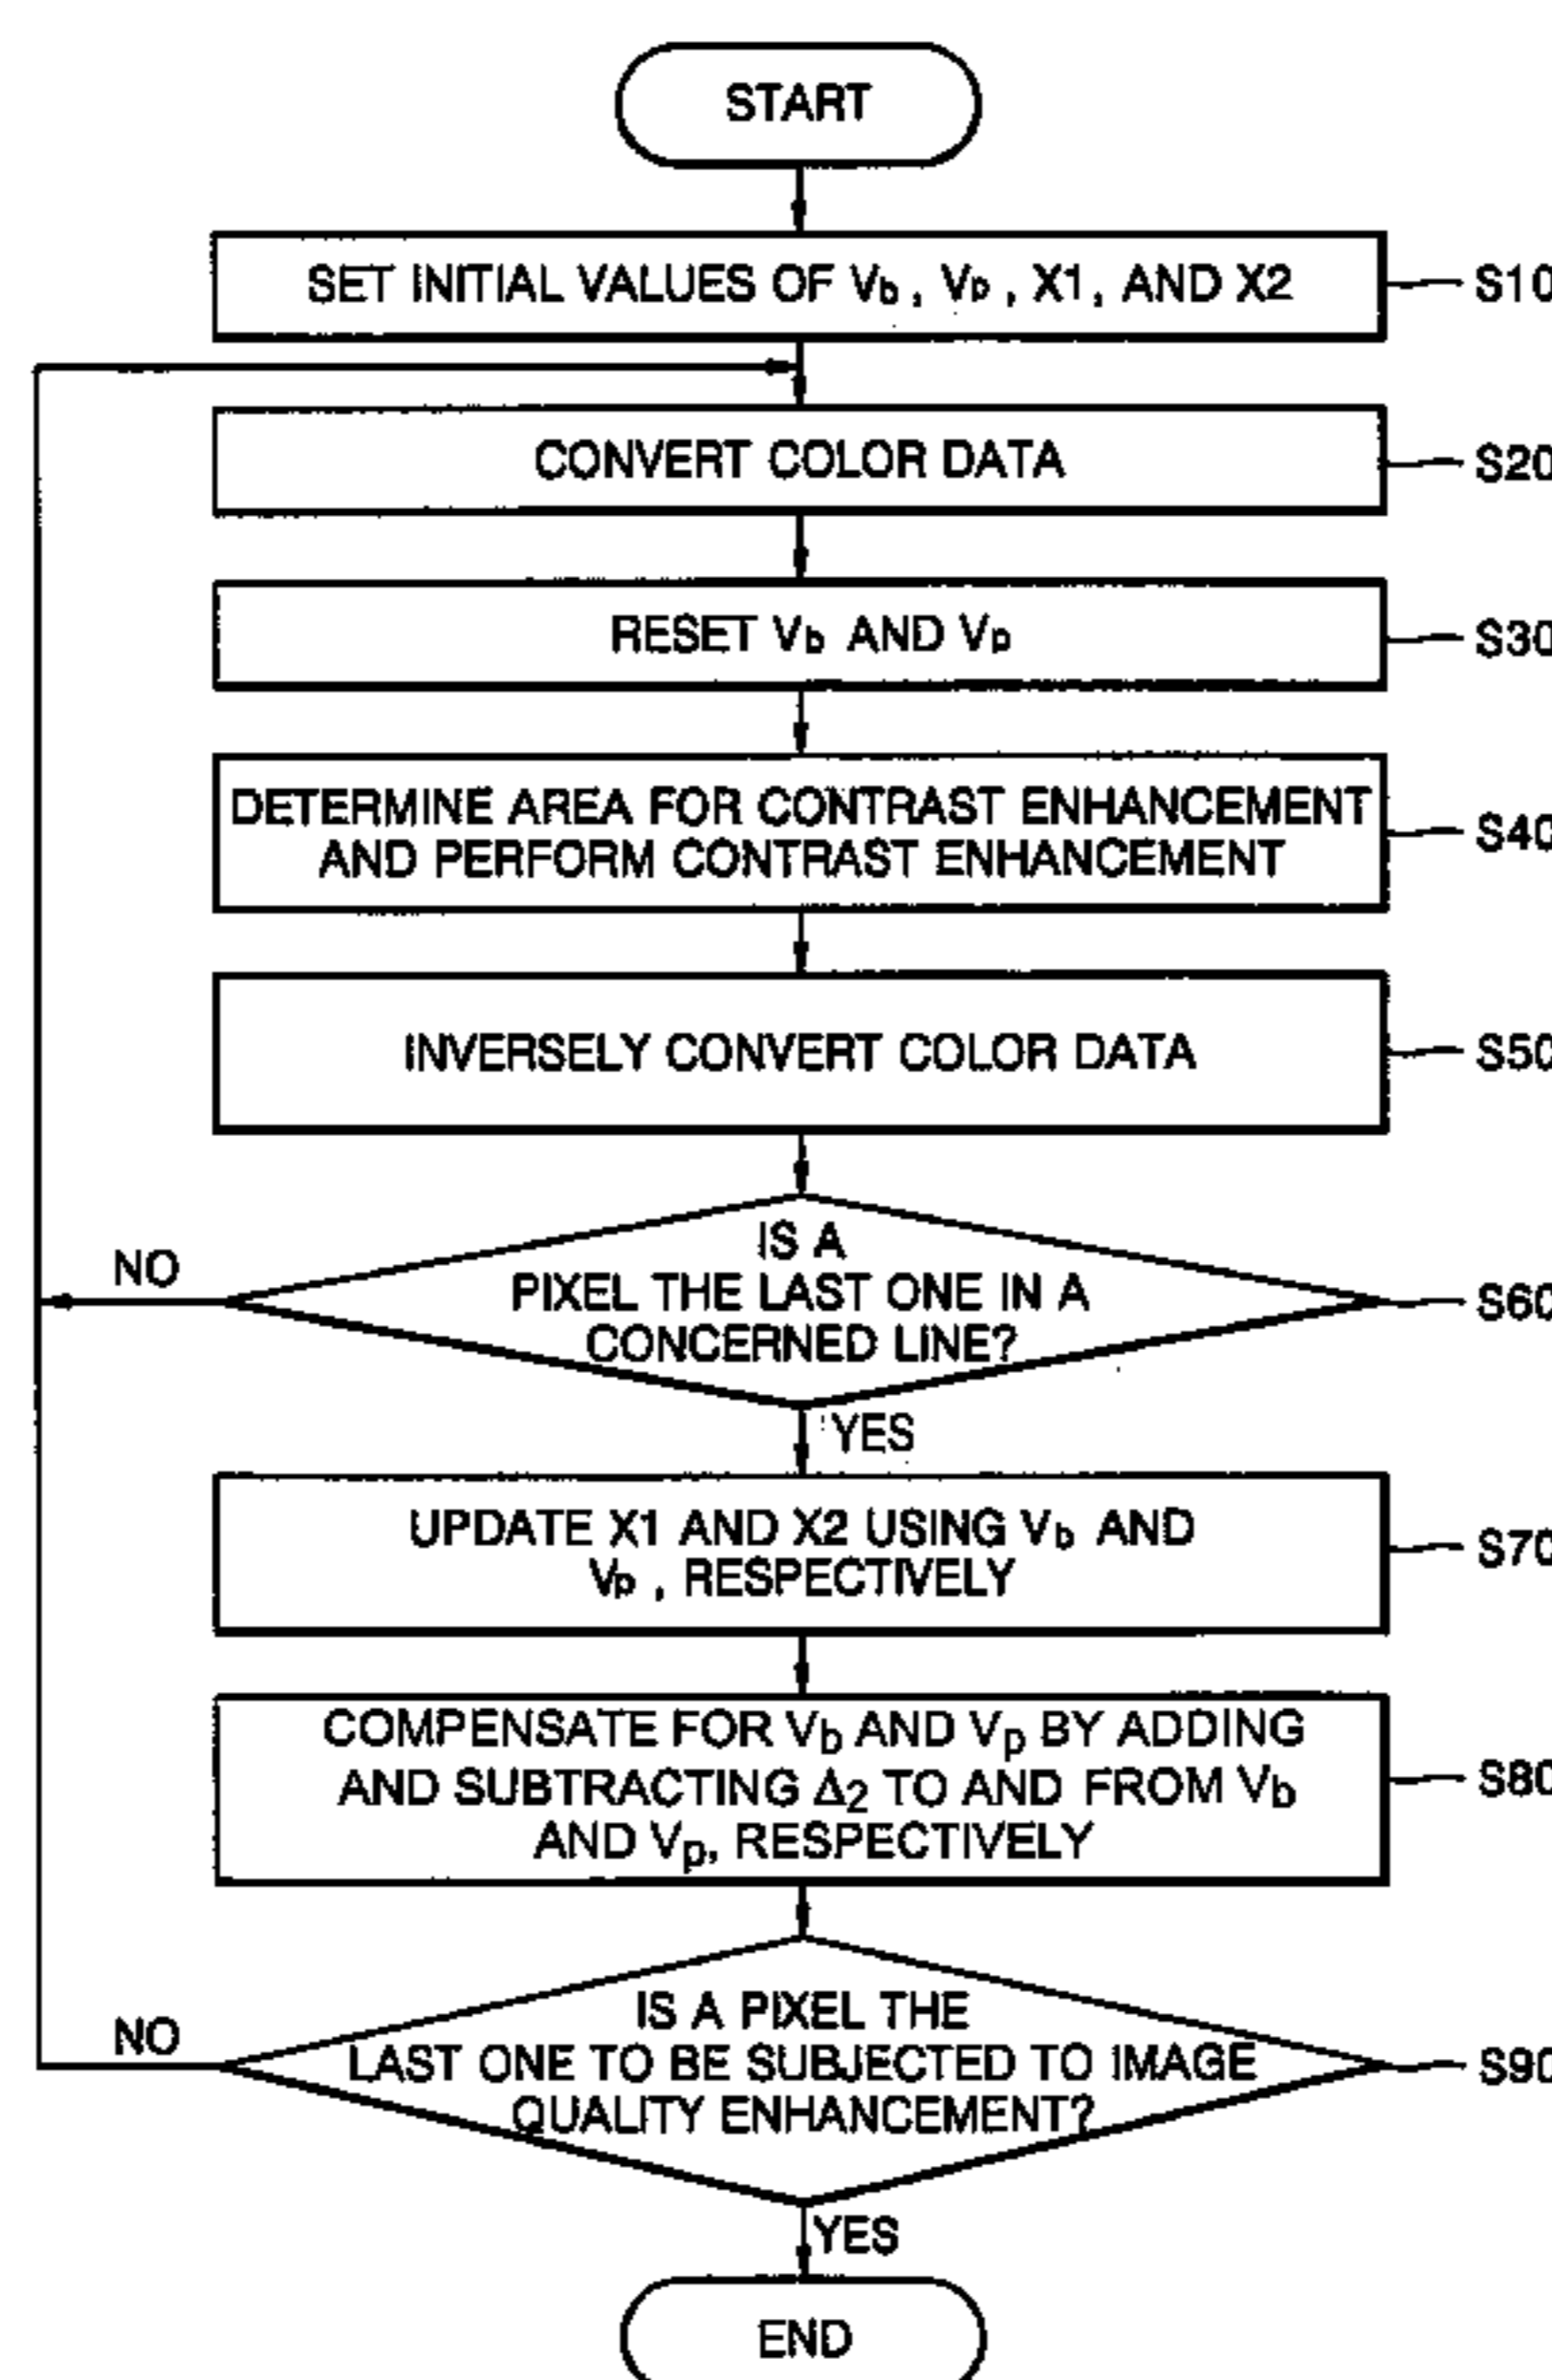 START
SET INITIAL VALUES OF Vb , Vp , X1, AND X2
S10
CONVERT COLOR DATA
S20
RESET Vb AND Vp
S30
DETERMINE AREA FOR CONTRAST ENHANCEMENT
AND PERFORM CONTRAST ENHANCEMENT
S40
INVERSELY CONVERT COLOR DATA
S50
IS A
PIXEL THE LAST ONE IN A
CONCERNED LINE?
S60
NO
YES
UPDATE X1 AND X2 USING Vb AND
Vp , RESPECTIVELY
S70
COMPENSATE FOR Vb AND Vp BY ADDING
AND SUBTRACTING Δ2 TO AND FROM Vb
AND Vp, RESPECTIVELY
S80
IS A PIXEL THE
LAST ONE TO BE SUBJECTED TO IMAGE
QUALITY ENHANCEMENT?
S90
NO
YES
END